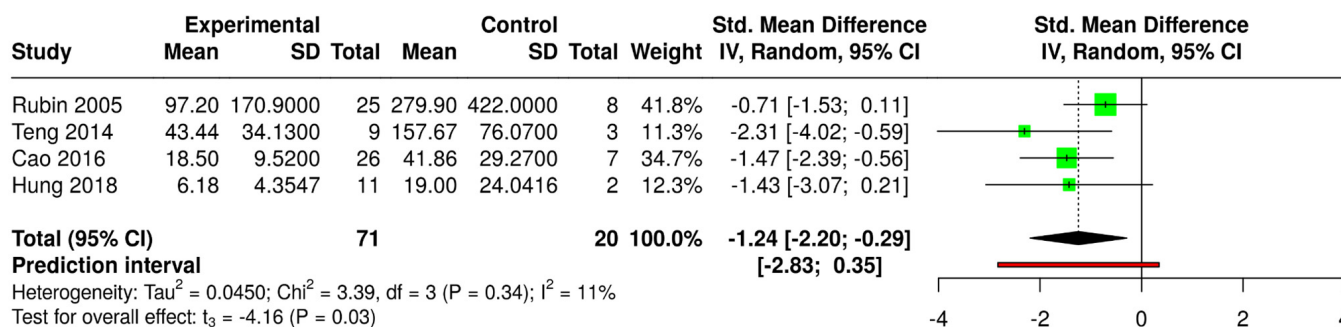 Experimental Control Std. Mean Difference Std. Mean Difference
Study Mean SD Total Mean SD Total Weight IV, Random, 95% CI IV, Random, 95% CI
Rubin 2005 97.20 170.9000 25 279.90 422.0000 8 41.8% -0.71 [-1.53; 0.11]
Teng 2014 43.44 34.1300 9 157.67 76.0700 3 11.3% -2.31 [-4.02; -0.59]
Cao 2016 18.50 9.5200 26 41.86 29.2700 7 34.7% -1.47 [-2.39; -0.56]
Hung 2018 6.18 4.3547 11 19.00 24.0416 2 12.3% -1.43 [-3.07; 0.21]
Total (95% CI) 71 20 100.0% -1.24 [-2.20; -0.29]
Prediction interval [-2.83; 0.35]
Heterogeneity: Tau² = 0.0450; Chi² = 3.39, df = 3 (P = 0.34); I² = 11%
Test for overall effect: t₃ = -4.16 (P = 0.03)
-4 -2 0 2